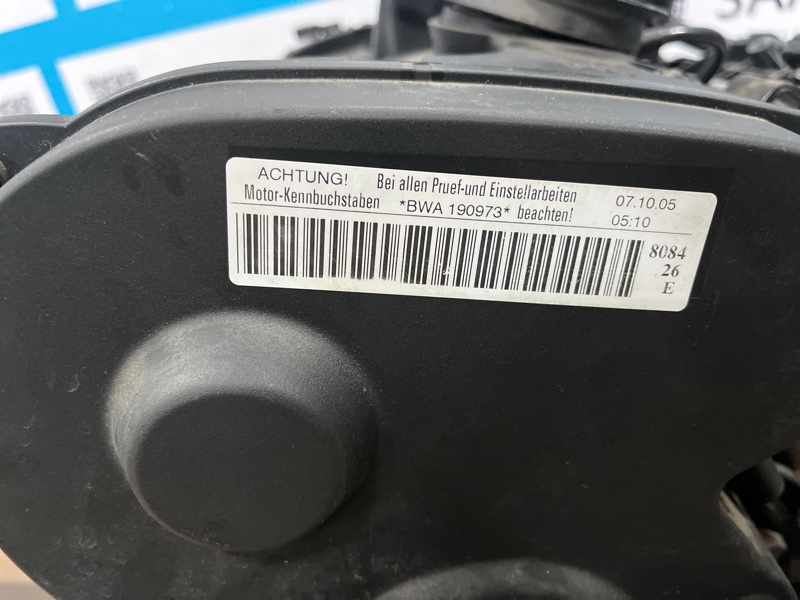 ACHTUNG! Bei allen Pruef-und Einstellarbeiten 07.10.05
Motor-Kennbuchstaben *BWA 190973* beachten! 05:10
8084
26
E